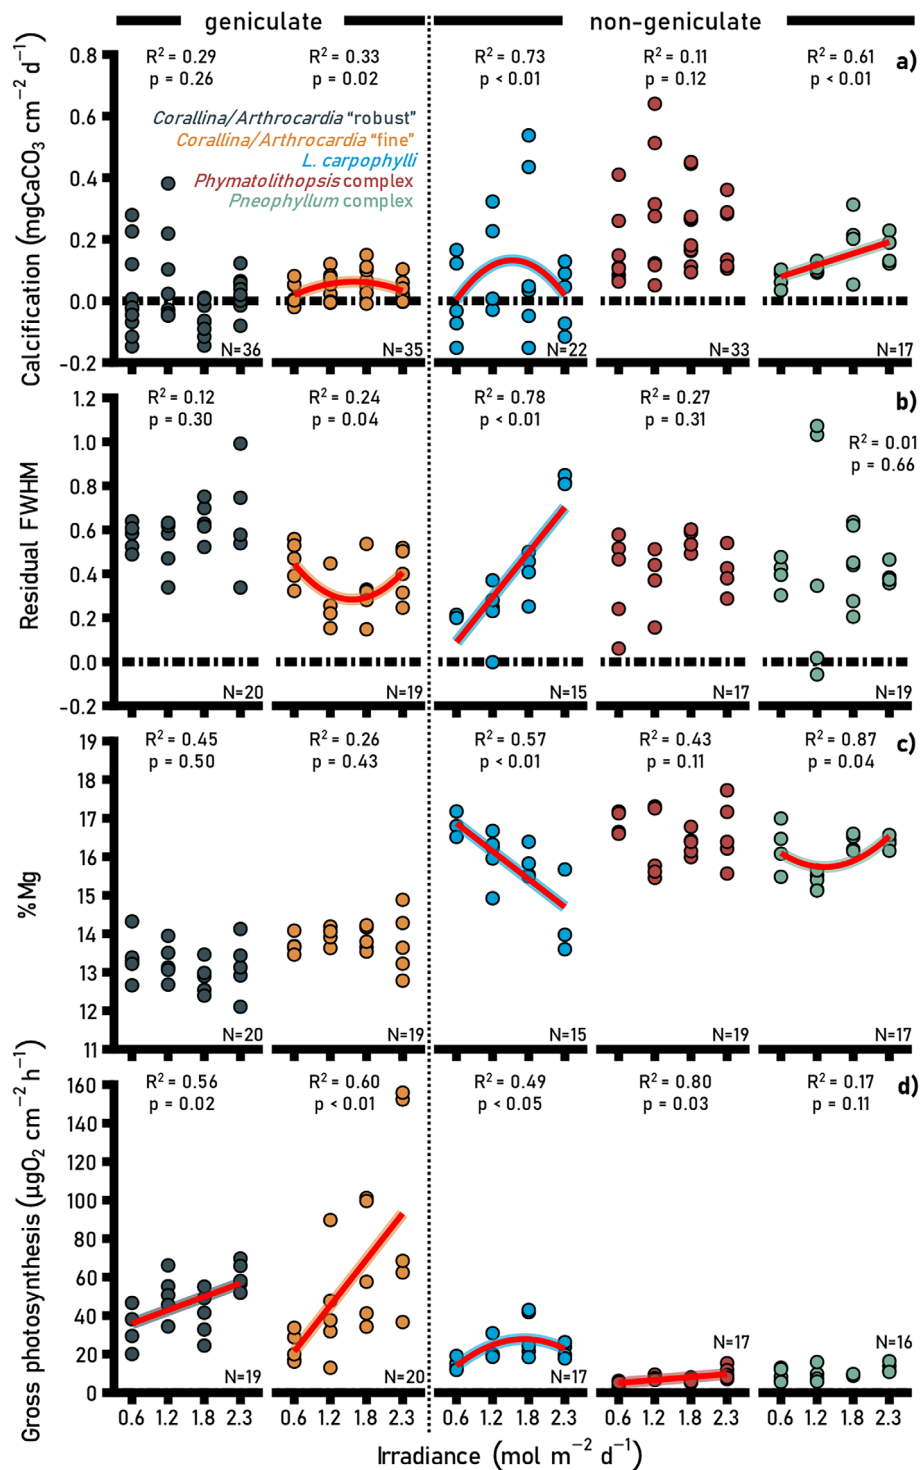 geniculate non-geniculate
R² = 0.29 R² = 0.33 R² = 0.73 R² = 0.11 R² = 0.61 a)
p = 0.26 p = 0.02 p < 0.01 p = 0.12 p < 0.01
Corallina/Arthrocardia "robust"
Corallina/Arthrocardia "fine"
L. carpophylli
Phymatolithopsis complex
Pneophyllum complex
Calcification (mgCaCO₃ cm⁻² d⁻¹)
0.8
0.6
0.4
0.2
0.0
-0.2
N=36 N=35 N=22 N=33 N=17
R² = 0.12 R² = 0.24 R² = 0.78 R² = 0.27 b)
p = 0.30 p = 0.04 p < 0.01 p = 0.31
R² = 0.01
p = 0.66
Residual FWHM
1.2
1.0
0.8
0.6
0.4
0.2
0.0
-0.2
N=20 N=19 N=15 N=17 N=19
R² = 0.45 R² = 0.26 R² = 0.57 R² = 0.43 R² = 0.87 c)
p = 0.50 p = 0.43 p < 0.01 p = 0.11 p = 0.04
%Mg
19
18
17
16
15
14
13
12
11
N=20 N=19 N=15 N=19 N=17
R² = 0.56 R² = 0.60 R² = 0.49 R² = 0.80 R² = 0.17 d)
p = 0.02 p < 0.01 p < 0.05 p = 0.03 p = 0.11
Gross photosynthesis (µgO₂ cm⁻² h⁻¹)
160
140
120
100
80
60
40
20
0
N=19 N=20 N=17 N=17 N=16
0.6 1.2 1.8 2.3 0.6 1.2 1.8 2.3 0.6 1.2 1.8 2.3 0.6 1.2 1.8 2.3 0.6 1.2 1.8 2.3
Irradiance (mol m⁻² d⁻¹)